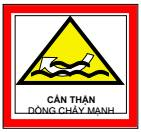 CẨN THẬN
DÒNG CHẢY MẠNH